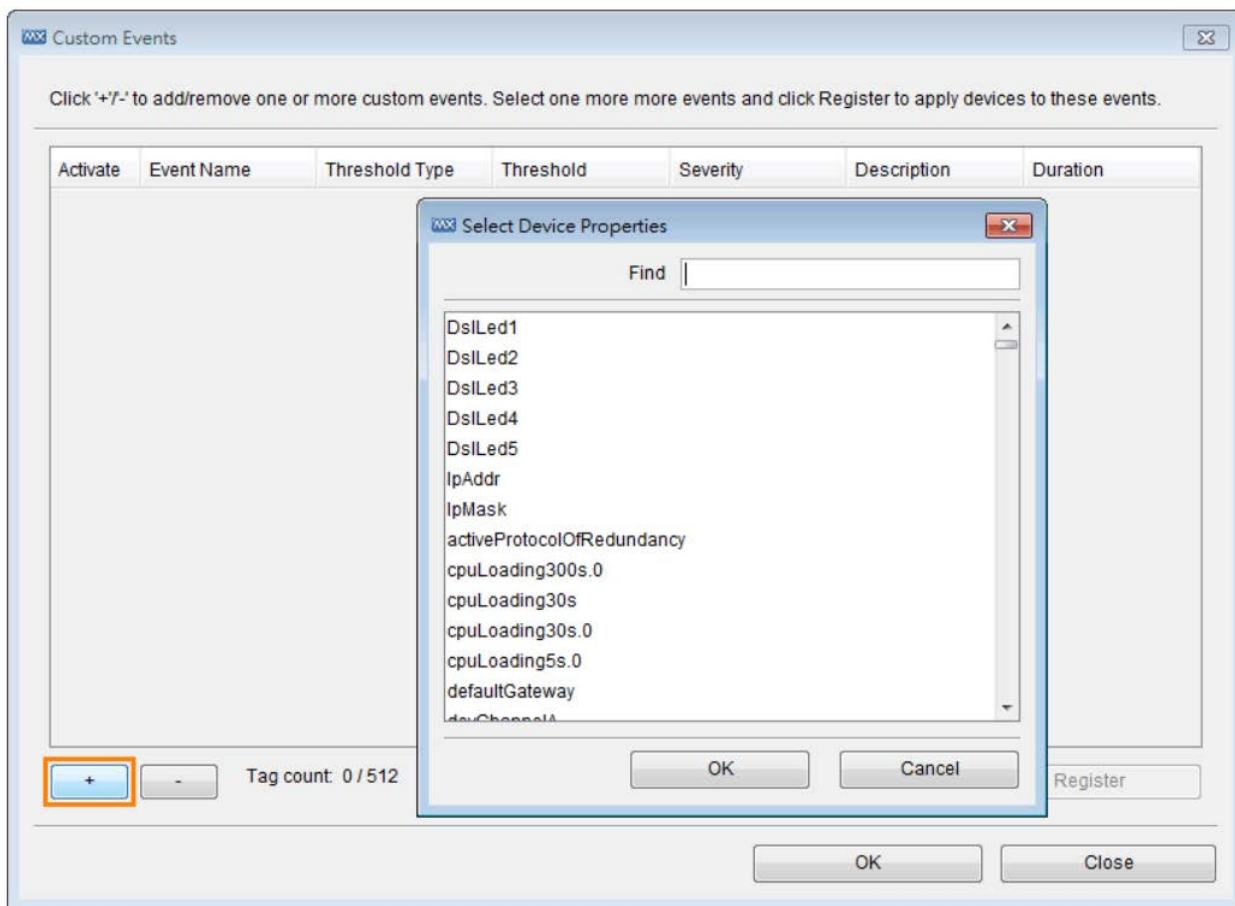 MX Custom Events
Click '+'/'-' to add/remove one or more custom events. Select one more more events and click Register to apply devices to these events.
Activate Event Name Threshold Type Threshold Severity Description Duration
MX Select Device Properties
Find
DslLed1
DslLed2
DslLed3
DslLed4
DslLed5
IpAddr
IpMask
activeProtocolOfRedundancy
cpuLoading300s.0
cpuLoading30s
cpuLoading30s.0
cpuLoading5s.0
defaultGateway
devChannelA
OK Cancel
+ - Tag count: 0 / 512 Register
OK Close